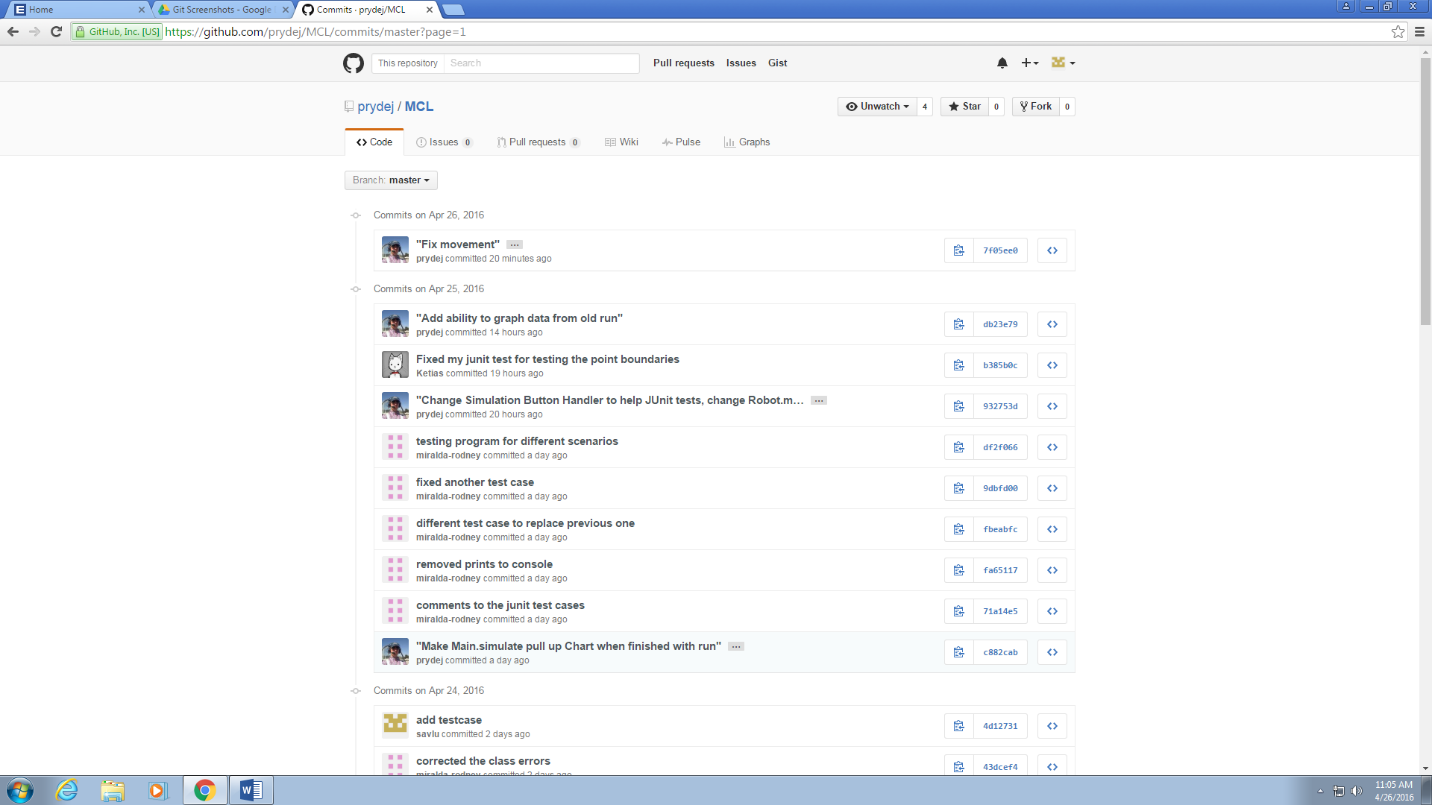 Home
Git Screenshots - Google
Commits · prydej/MCL
GitHub, Inc. [US] https://github.com/prydej/MCL/commits/master?page=1
This repository Search Pull requests Issues Gist
prydej / MCL
Unwatch 4 Star 0 Fork 0
Code Issues 0 Pull requests 0 Wiki Pulse Graphs
Branch: master
Commits on Apr 26, 2016
"Fix movement" …
prydej committed 20 minutes ago
7f05ee0
Commits on Apr 25, 2016
"Add ability to graph data from old run"
prydej committed 14 hours ago
db23e79
Fixed my junit test for testing the point boundaries
Ketias committed 19 hours ago
b385b0c
"Change Simulation Button Handler to help JUnit tests, change Robot.m… …
prydej committed 20 hours ago
932753d
testing program for different scenarios
miralda-rodney committed a day ago
df2f066
fixed another test case
miralda-rodney committed a day ago
9dbfd00
different test case to replace previous one
miralda-rodney committed a day ago
fbeabfc
removed prints to console
miralda-rodney committed a day ago
fa65117
comments to the junit test cases
miralda-rodney committed a day ago
71a14e5
"Make Main.simulate pull up Chart when finished with run" …
prydej committed a day ago
c882cab
Commits on Apr 24, 2016
add testcase
savlu committed 2 days ago
4d12731
corrected the class errors
miralda-rodney committed 2 days ago
43dcef4
11:05 AM
4/26/2016